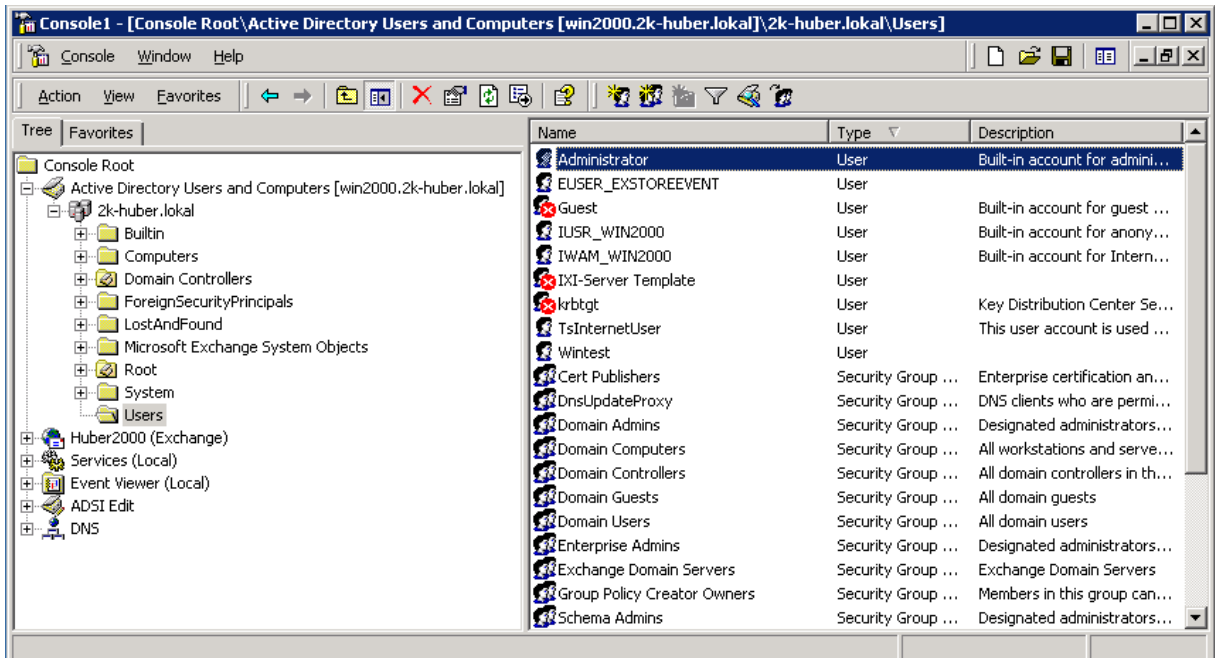 Console1 - [Console Root\Active Directory Users and Computers [win2000.2k-huber.lokal]\2k-huber.lokal\Users]
Console Window Help
Action View Favorites
Tree Favorites
Console Root
Active Directory Users and Computers [win2000.2k-huber.lokal]
2k-huber.lokal
Builtin
Computers
Domain Controllers
ForeignSecurityPrincipals
LostAndFound
Microsoft Exchange System Objects
Root
System
Users
Huber2000 (Exchange)
Services (Local)
Event Viewer (Local)
ADSI Edit
DNS
Name Type Description
Administrator User Built-in account for admini...
EUSER_EXSTOREEVENT User
Guest User Built-in account for guest ...
IUSR_WIN2000 User Built-in account for anony...
IWAM_WIN2000 User Built-in account for Intern...
IXI-Server Template User
krbtgt User Key Distribution Center Se...
TsInternetUser User This user account is used ...
Wintest User
Cert Publishers Security Group ... Enterprise certification an...
DnsUpdateProxy Security Group ... DNS clients who are permi...
Domain Admins Security Group ... Designated administrators...
Domain Computers Security Group ... All workstations and serve...
Domain Controllers Security Group ... All domain controllers in th...
Domain Guests Security Group ... All domain guests
Domain Users Security Group ... All domain users
Enterprise Admins Security Group ... Designated administrators...
Exchange Domain Servers Security Group ... Exchange Domain Servers
Group Policy Creator Owners Security Group ... Members in this group can...
Schema Admins Security Group ... Designated administrators...